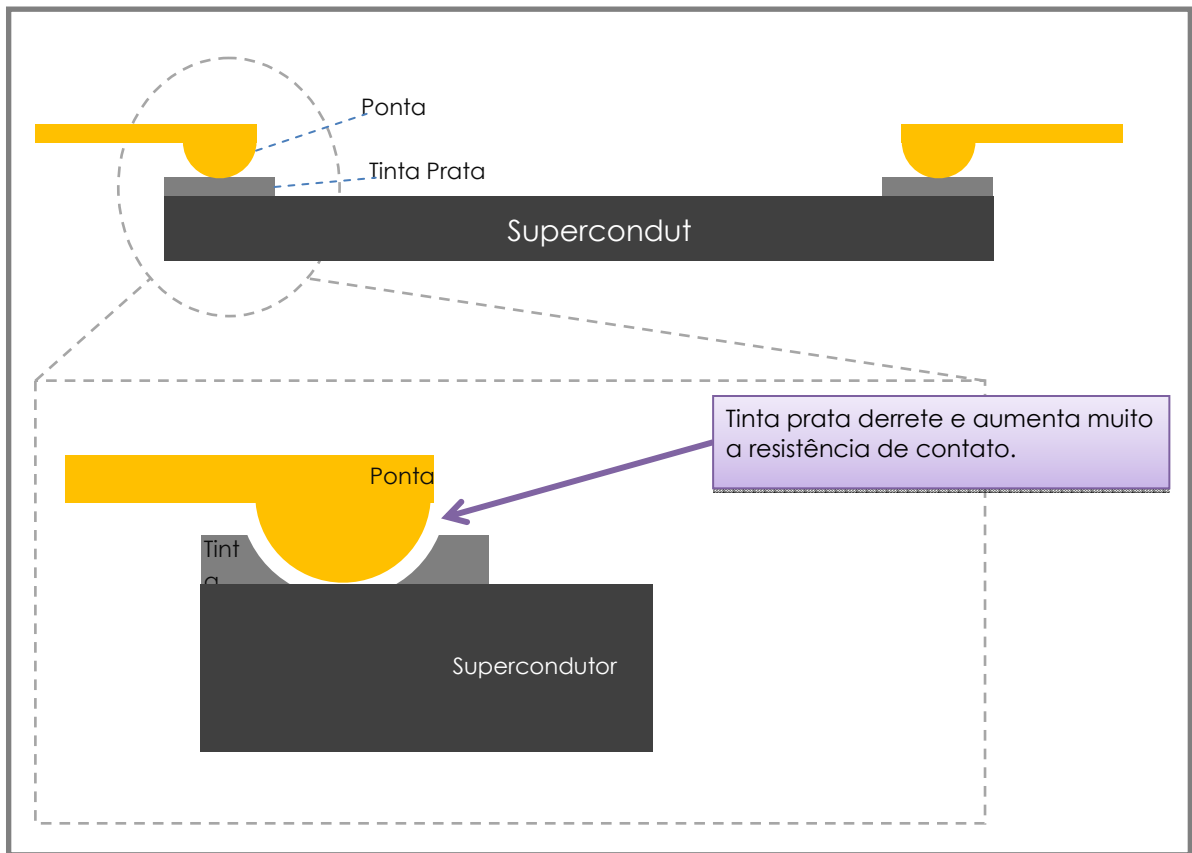 Ponta
Tinta Prata
Supercondut
Tinta prata derrete e aumenta muito
a resistência de contato.
Ponta
Tint
a
Supercondutor